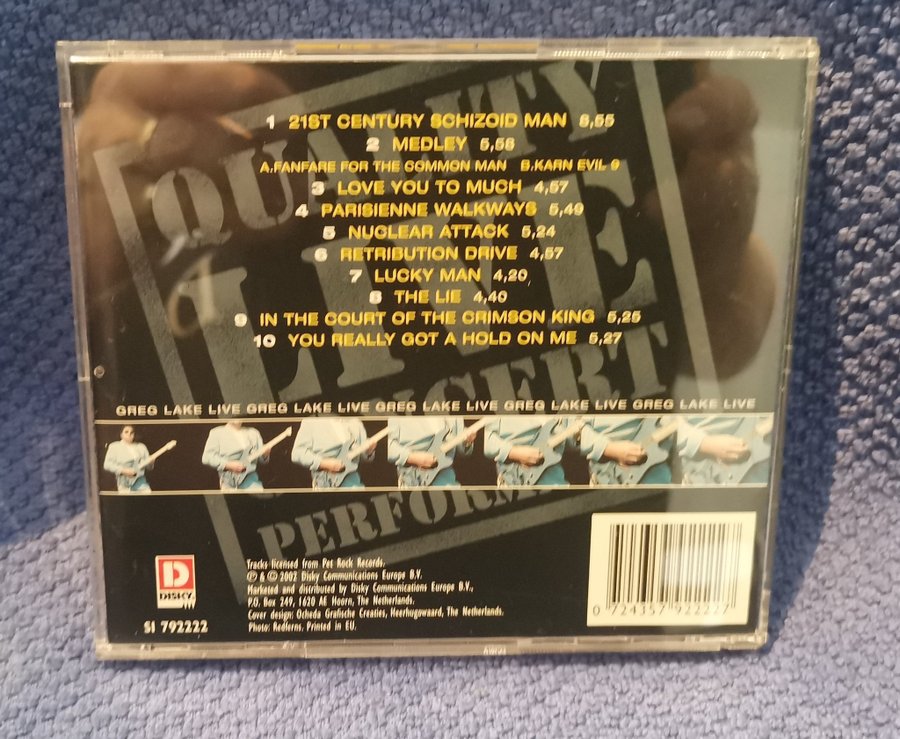 QUALITY
LIVE
CONCERT
PERFORM
1 21ST CENTURY SCHIZOID MAN 8,55
2 MEDLEY 5,58
A.FANFARE FOR THE COMMON MAN B.KARN EVIL 9
3 LOVE YOU TO MUCH 4,57
4 PARISIENNE WALKWAYS 5,49
5 NUCLEAR ATTACK 5,24
6 RETRIBUTION DRIVE 4,57
7 LUCKY MAN 4,20
8 THE LIE 4,40
9 IN THE COURT OF THE CRIMSON KING 5,25
10 YOU REALLY GOT A HOLD ON ME 5,27
GREG LAKE LIVE GREG LAKE LIVE GREG LAKE LIVE GREG LAKE LIVE GREG LAKE LIVE
D
DISKY
SI 792222
Tracks licensed from Pet Rock Records.
℗ & © 2002 Disky Communications Europe B.V.
Marketed and distributed by Disky Communications Europe B.V.,
P.O. Box 249, 1620 AE Hoorn, The Netherlands.
Cover design: Ocheda Grafische Creaties, Heerhugowaard, The Netherlands.
Photo: Redferns. Printed in EU.
0 724357 922227